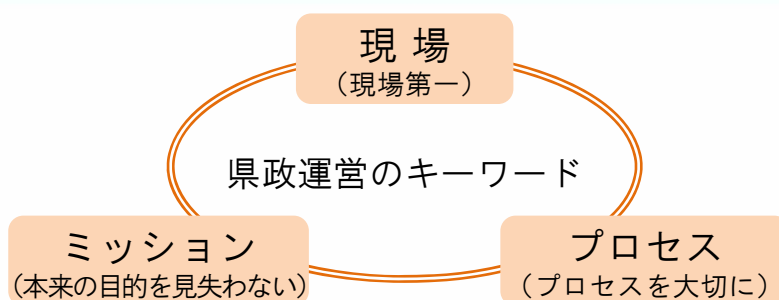 現場
（現場第一）
県政運営のキーワード
ミッション
（本来の目的を見失わない）
プロセス
（プロセスを大切に）